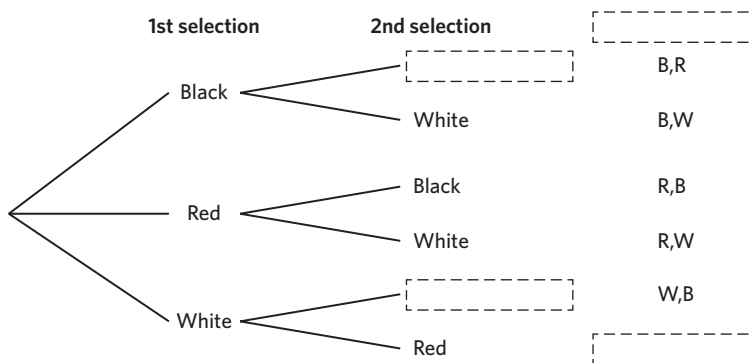 1st selection 2nd selection
B,R
Black
White B,W
Black R,B
Red
White R,W
W,B
White
Red